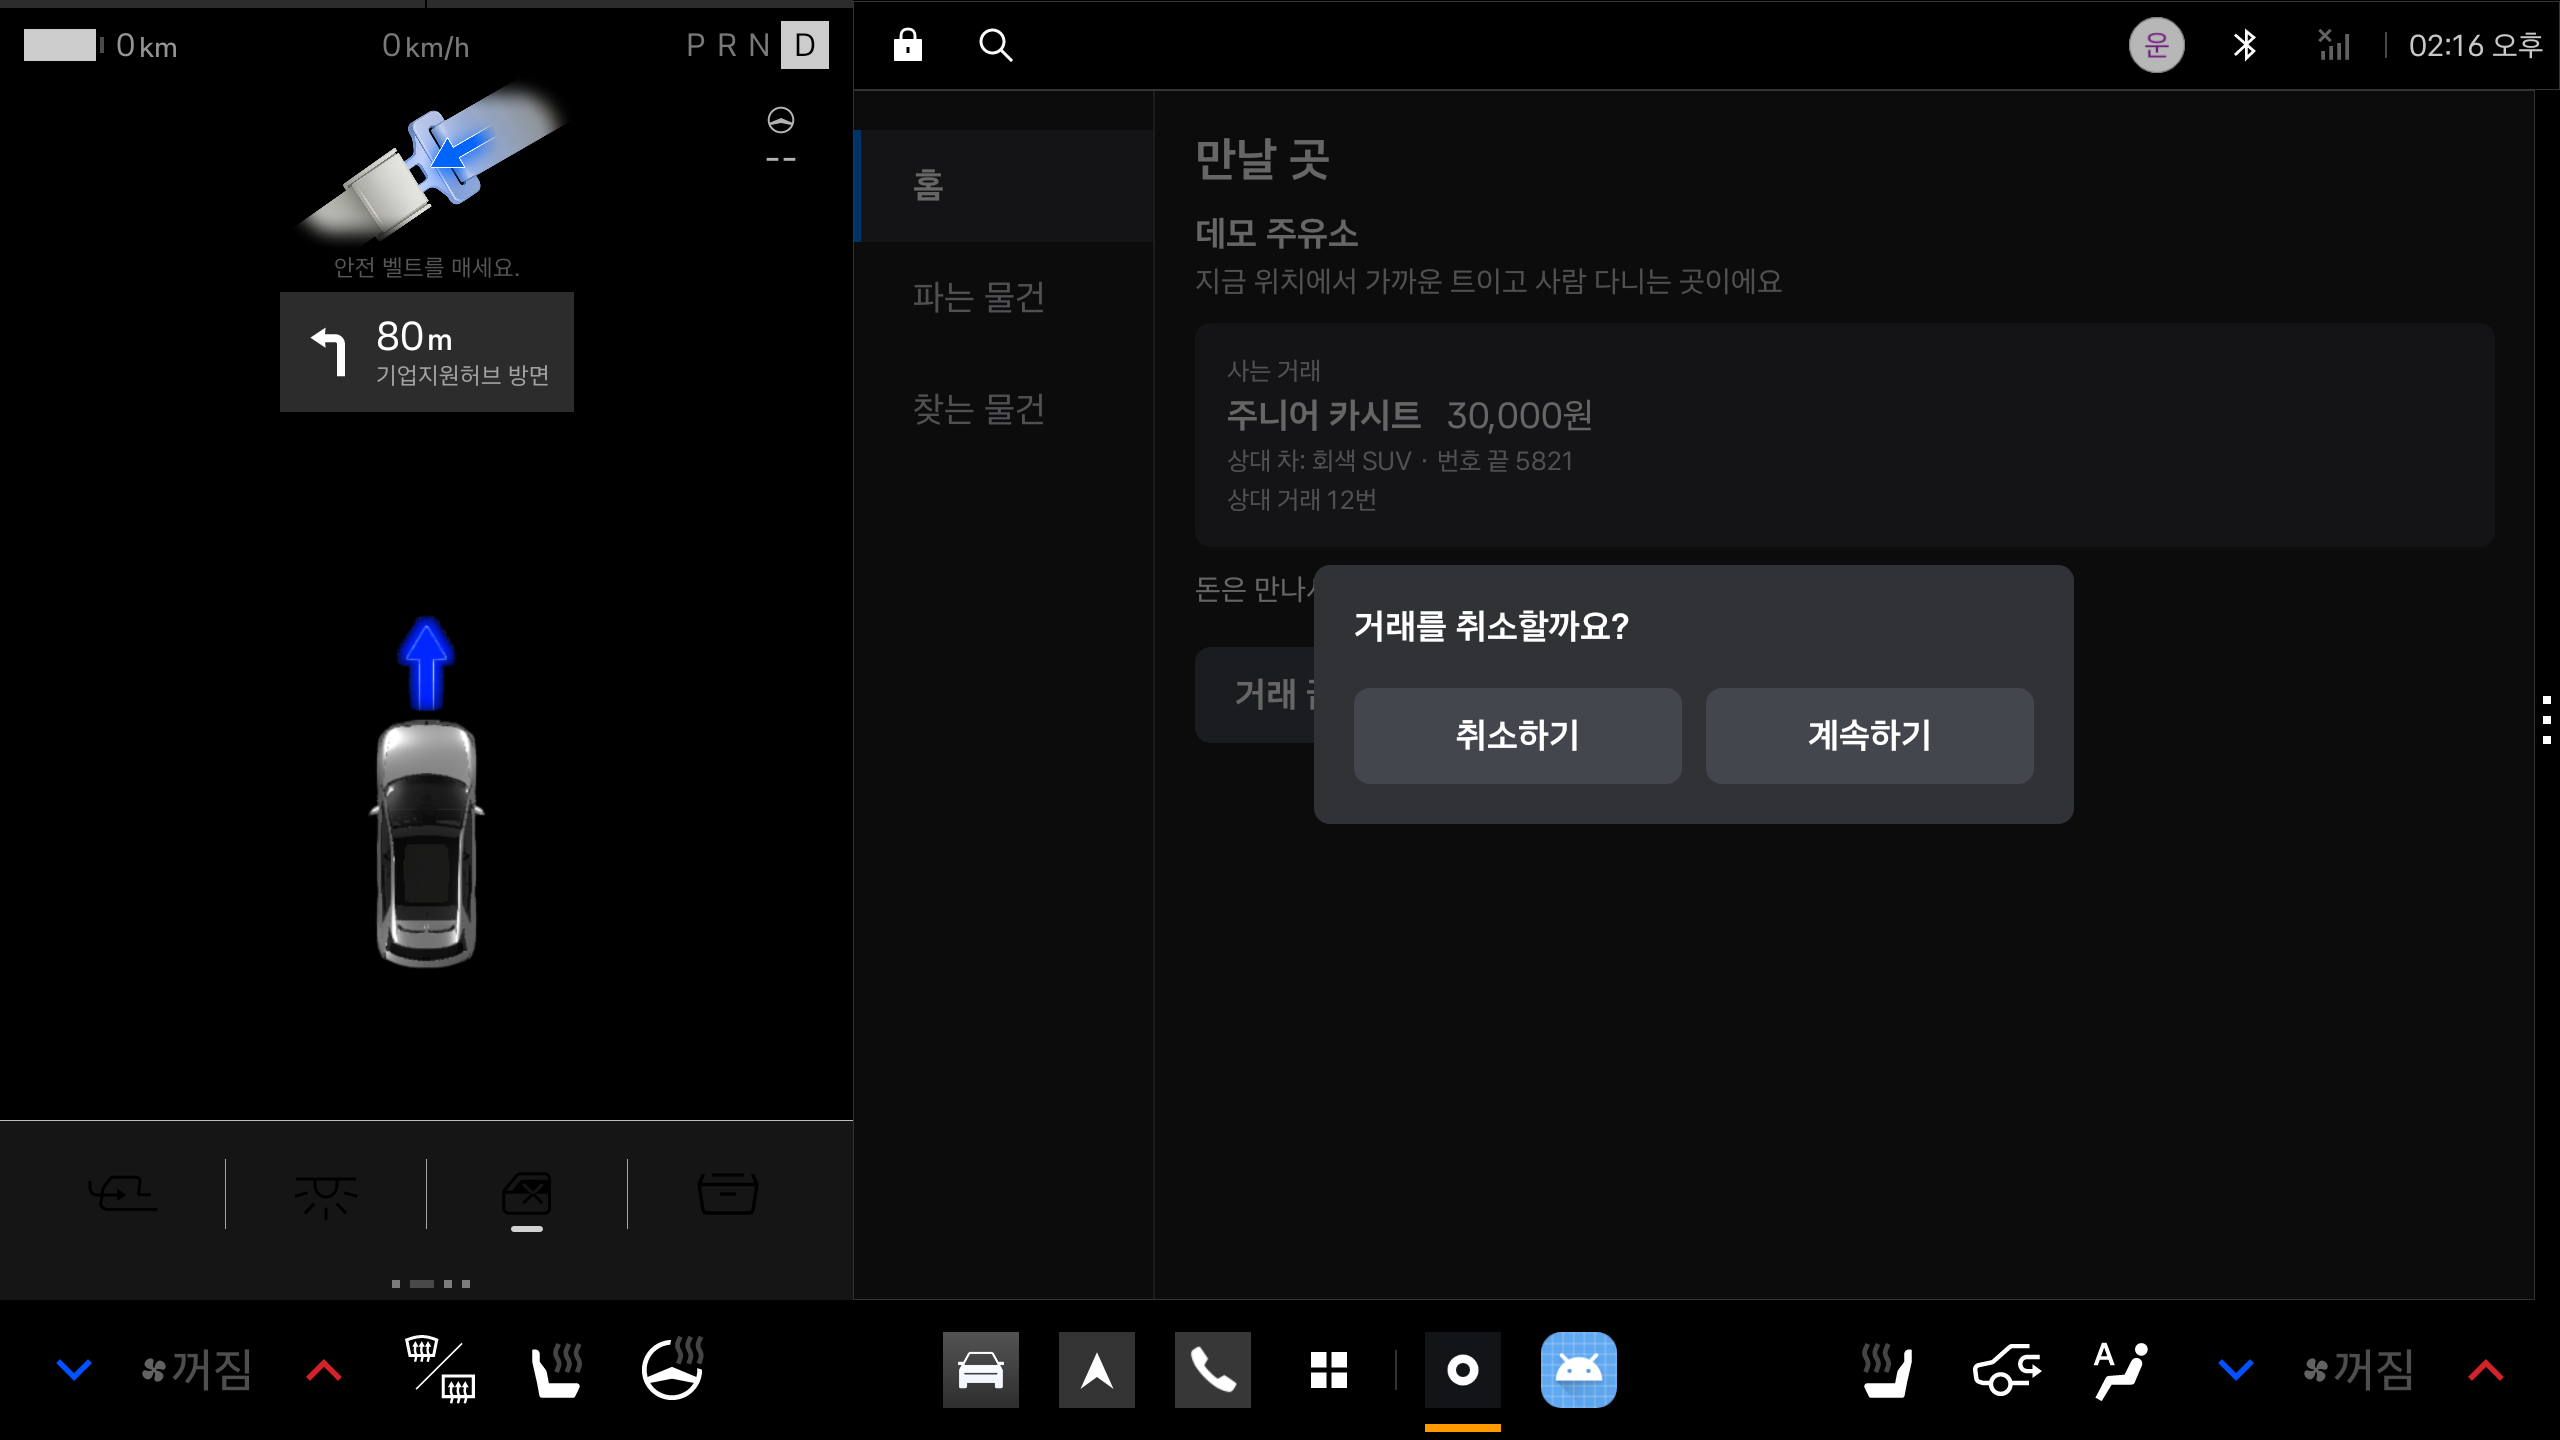 0 km
0 km/h
P R N D
02:16 오후
운
--
안전 벨트를 매세요.
80 m
기업지원허브 방면
홈
파는 물건
찾는 물건
만날 곳
데모 주유소
지금 위치에서 가까운 트이고 사람 다니는 곳이에요
사는 거래
주니어 카시트 30,000원
상대 차: 회색 SUV · 번호 끝 5821
상대 거래 12번
돈은 만나
거래
거래를 취소할까요?
취소하기
계속하기
꺼짐
A
꺼짐